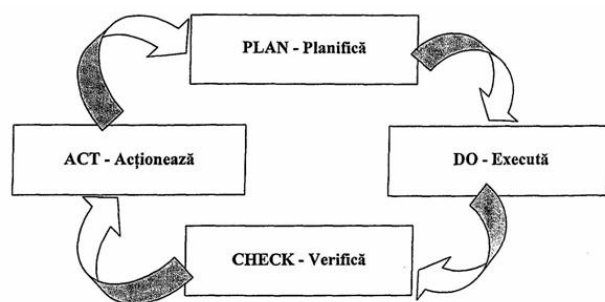 PLAN - Planifică
ACT - Acționează
DO - Execută
CHECK - Verifică